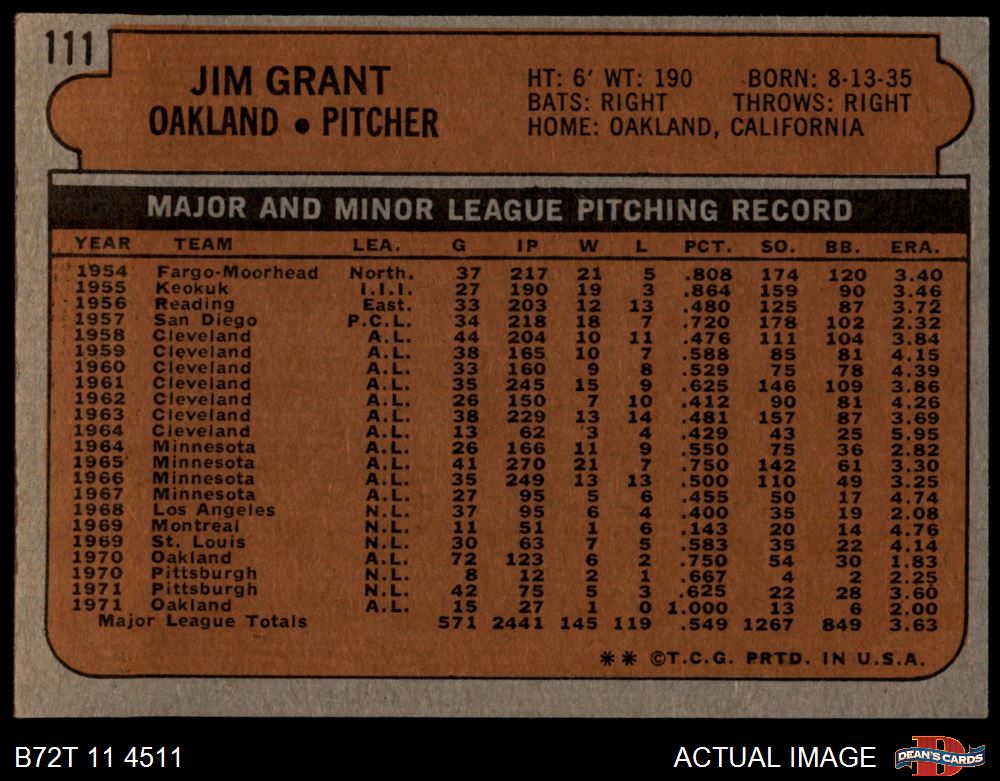 111
JIM GRANT
OAKLAND • PITCHER
HT: 6' WT: 190 BORN: 8-13-35
BATS: RIGHT THROWS: RIGHT
HOME: OAKLAND, CALIFORNIA
MAJOR AND MINOR LEAGUE PITCHING RECORD
YEAR TEAM LEA. G IP W L PCT. SO. BB. ERA.
1954 Fargo-Moorhead North. 37 217 21 5 .808 174 120 3.40
1955 Keokuk I.I.I. 27 190 19 3 .864 159 90 3.46
1956 Reading East. 33 203 12 13 .480 125 87 3.72
1957 San Diego P.C.L. 34 218 18 7 .720 178 102 2.32
1958 Cleveland A.L. 44 204 10 11 .476 111 104 3.84
1959 Cleveland A.L. 38 165 10 7 .588 85 81 4.15
1960 Cleveland A.L. 33 160 9 8 .529 75 78 4.39
1961 Cleveland A.L. 35 245 15 9 .625 146 109 3.86
1962 Cleveland A.L. 26 150 7 10 .412 90 81 4.26
1963 Cleveland A.L. 38 229 13 14 .481 157 87 3.69
1964 Cleveland A.L. 13 62 3 4 .429 43 25 5.95
1964 Minnesota A.L. 26 166 11 9 .550 75 36 2.82
1965 Minnesota A.L. 41 270 21 7 .750 142 61 3.30
1966 Minnesota A.L. 35 249 13 13 .500 110 49 3.25
1967 Minnesota A.L. 27 95 5 6 .455 50 17 4.74
1968 Los Angeles N.L. 37 95 6 4 .400 35 19 2.08
1969 Montreal N.L. 11 51 1 6 .143 20 14 4.76
1969 St. Louis N.L. 30 63 7 5 .583 35 22 4.14
1970 Oakland A.L. 72 123 6 2 .750 54 30 1.83
1970 Pittsburgh N.L. 8 12 2 1 .667 4 2 2.25
1971 Pittsburgh N.L. 42 75 5 3 .625 22 28 3.60
1971 Oakland A.L. 15 27 1 0 1.000 13 6 2.00
Major League Totals 571 2441 145 119 .549 1267 849 3.63
** ©T.C.G. PRTD. IN U.S.A.
B72T 11 4511 ACTUAL IMAGE
D
DEAN'S CARDS